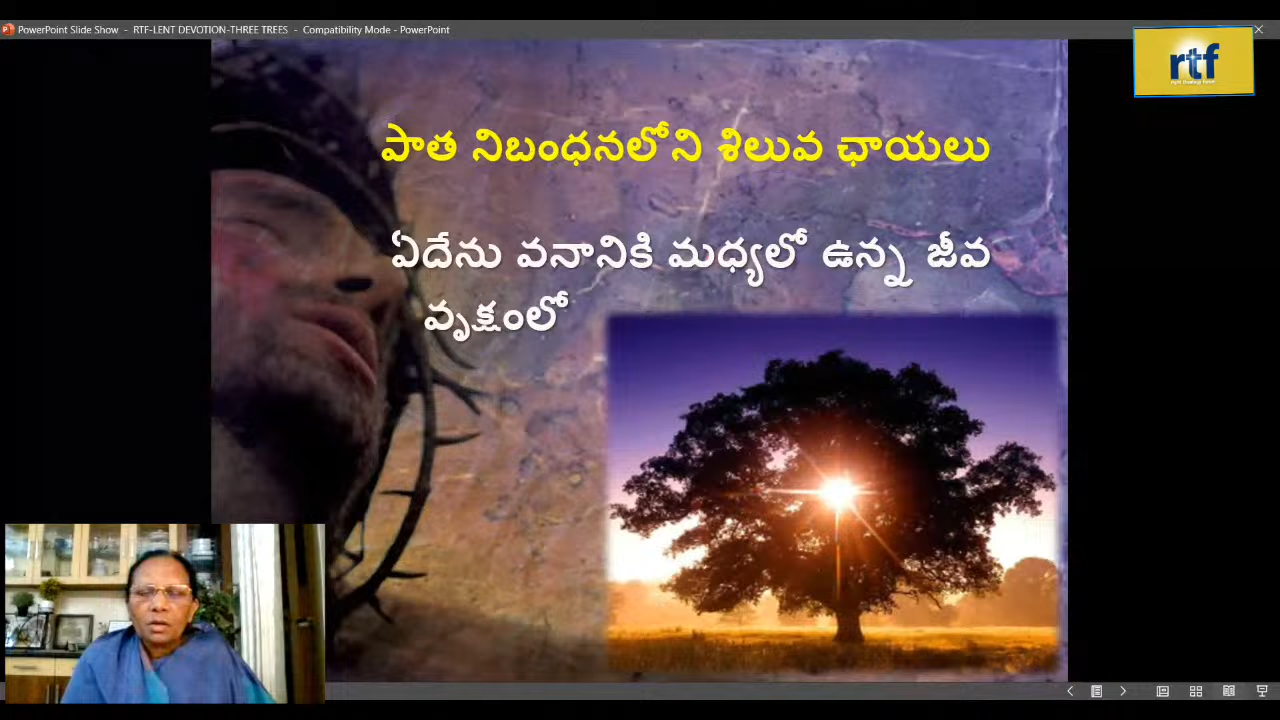 PowerPoint Slide Show - RTF-LENT DEVOTION-THREE TREES - Compatibility Mode - PowerPoint
rtf
పాత నిబంధనలోని శిలువ ఛాయలు
ఏదేను వనానికి మధ్యలో ఉన్న జీవ
వృక్షంలో